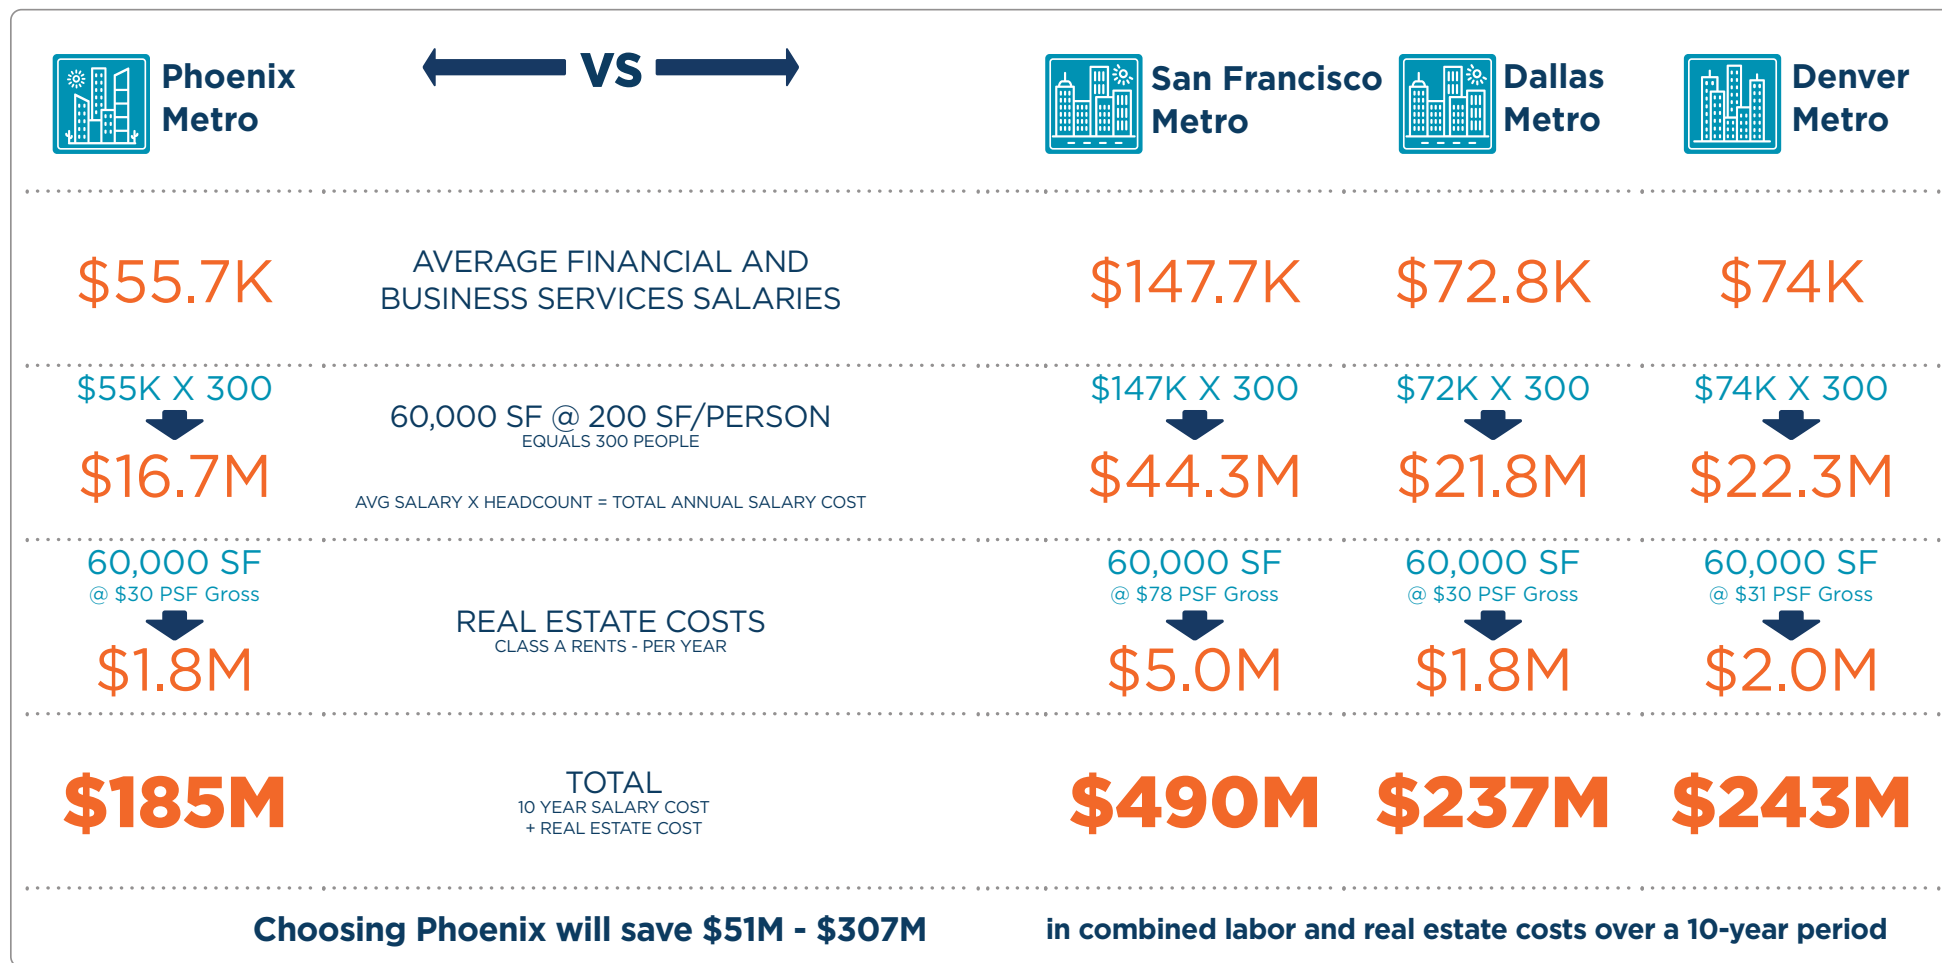 Phoenix
Metro
VS
San Francisco
Metro
Dallas
Metro
Denver
Metro
$55.7K
AVERAGE FINANCIAL AND
BUSINESS SERVICES SALARIES
$147.7K
$72.8K
$74K
$55K X 300
$16.7M
60,000 SF @ 200 SF/PERSON
EQUALS 300 PEOPLE
AVG SALARY X HEADCOUNT = TOTAL ANNUAL SALARY COST
$147K X 300
$44.3M
$72K X 300
$21.8M
$74K X 300
$22.3M
60,000 SF
@ $30 PSF Gross
$1.8M
REAL ESTATE COSTS
CLASS A RENTS - PER YEAR
60,000 SF
@ $78 PSF Gross
$5.0M
60,000 SF
@ $30 PSF Gross
$1.8M
60,000 SF
@ $31 PSF Gross
$2.0M
$185M
TOTAL
10 YEAR SALARY COST
+ REAL ESTATE COST
$490M
$237M
$243M
Choosing Phoenix will save $51M - $307M in combined labor and real estate costs over a 10-year period